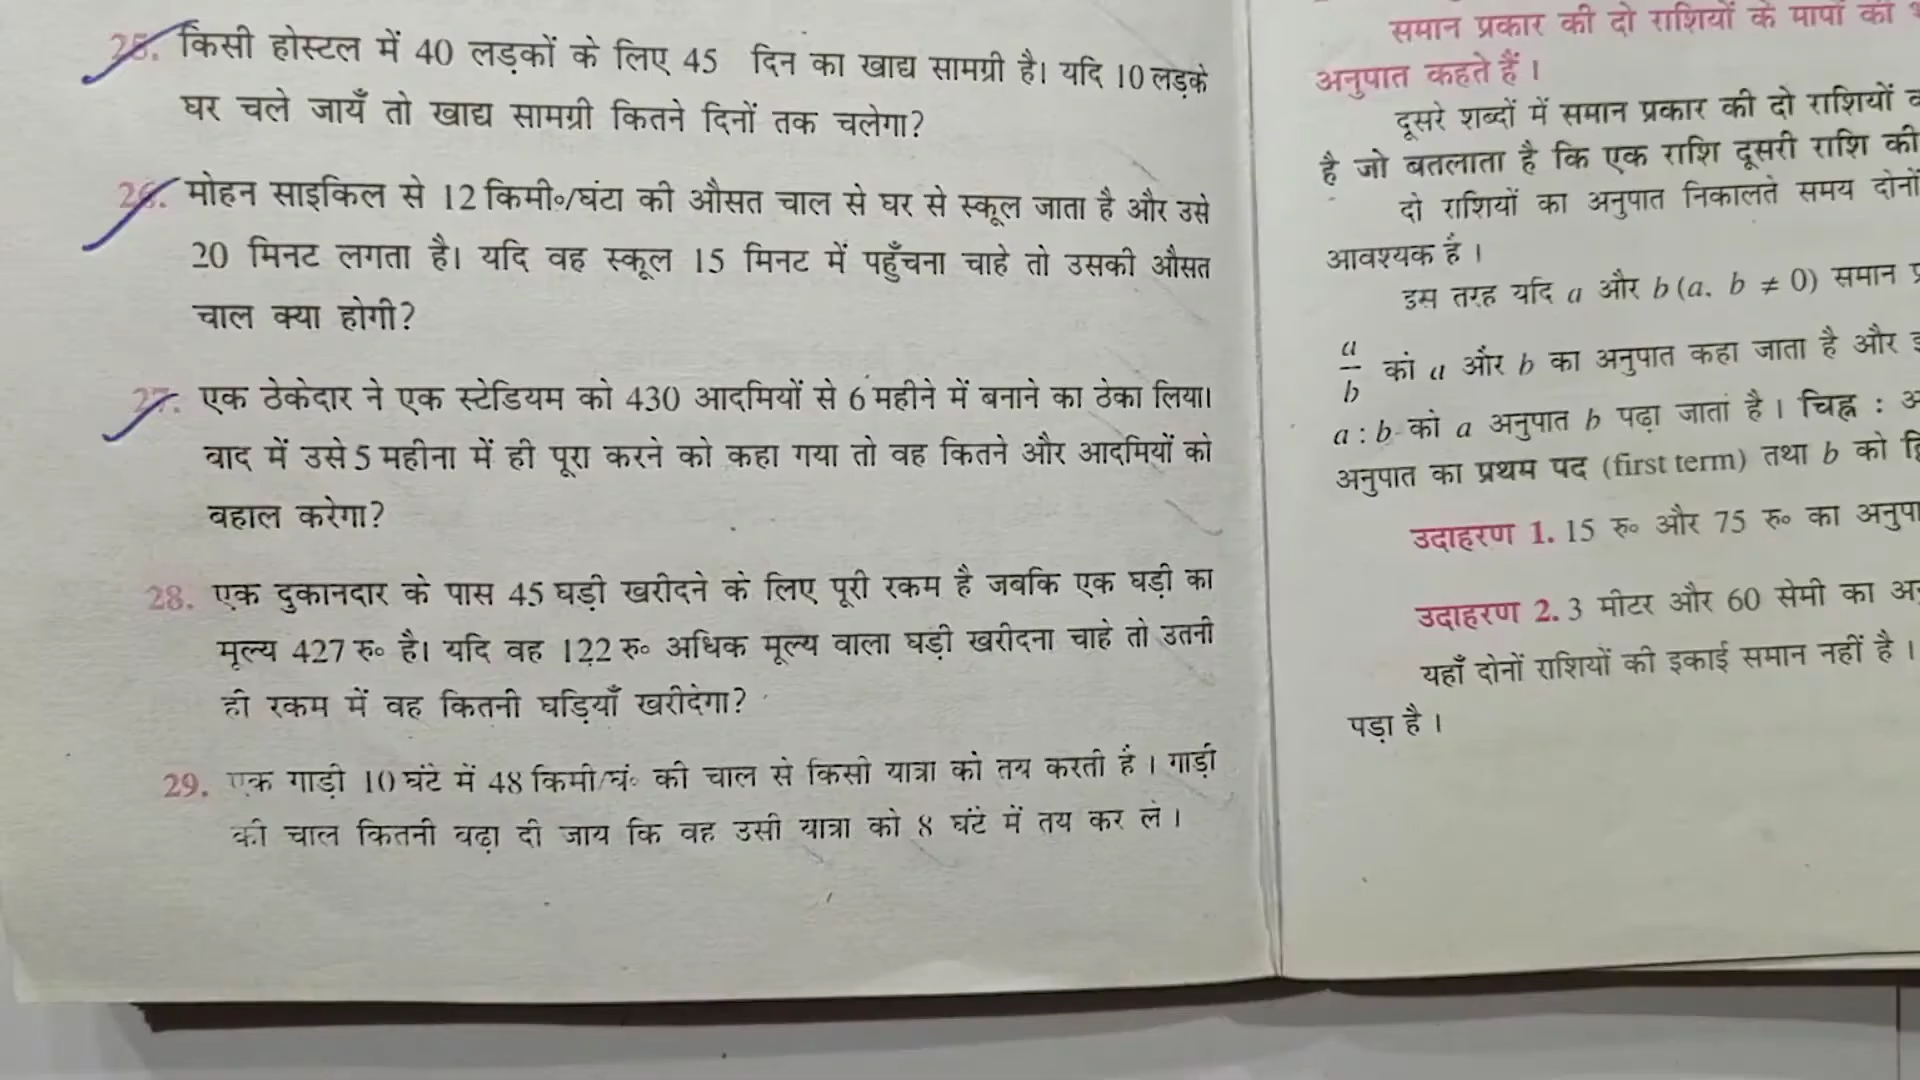 25. किसी होस्टल में 40 लड़कों के लिए 45 दिन का खाद्य सामग्री है। यदि 10 लड़के
घर चले जायँ तो खाद्य सामग्री कितने दिनों तक चलेगा?
26. मोहन साइकिल से 12 किमी०/घंटा की औसत चाल से घर से स्कूल जाता है और उसे
20 मिनट लगता है। यदि वह स्कूल 15 मिनट में पहुँचना चाहे तो उसकी औसत
चाल क्या होगी?
27. एक ठेकेदार ने एक स्टेडियम को 430 आदमियों से 6 महीने में बनाने का ठेका लिया।
बाद में उसे 5 महीना में ही पूरा करने को कहा गया तो वह कितने और आदमियों को
बहाल करेगा?
28. एक दुकानदार के पास 45 घड़ी खरीदने के लिए पूरी रकम है जबकि एक घड़ी का
मूल्य 427 रु० है। यदि वह 122 रु० अधिक मूल्य वाला घड़ी खरीदना चाहे तो उतनी
ही रकम में वह कितनी घड़ियाँ खरीदेगा?
29. एक गाड़ी 10 घंटे में 48 किमी/घं० की चाल से किसी यात्रा को तय करती है । गाड़ी
की चाल कितनी बढ़ा दी जाय कि वह उसी यात्रा को 8 घंटे में तय कर ले ।
समान प्रकार की दो राशियों के मापों की
अनुपात कहते हैं ।
दूसरे शब्दों में समान प्रकार की दो राशियों
है जो बतलाता है कि एक राशि दूसरी राशि की
दो राशियों का अनुपात निकालते समय दोनों
आवश्यक है ।
इस तरह यदि a और b (a, b ≠ 0) समान
a/b को a और b का अनुपात कहा जाता है और
a : b को a अनुपात b पढ़ा जाता है । चिह्न :
अनुपात का प्रथम पद (first term) तथा b को
उदाहरण 1. 15 रु० और 75 रु० का
उदाहरण 2. 3 मीटर और 60 सेमी का
यहाँ दोनों राशियों की इकाई समान नहीं है ।
पड़ा है ।